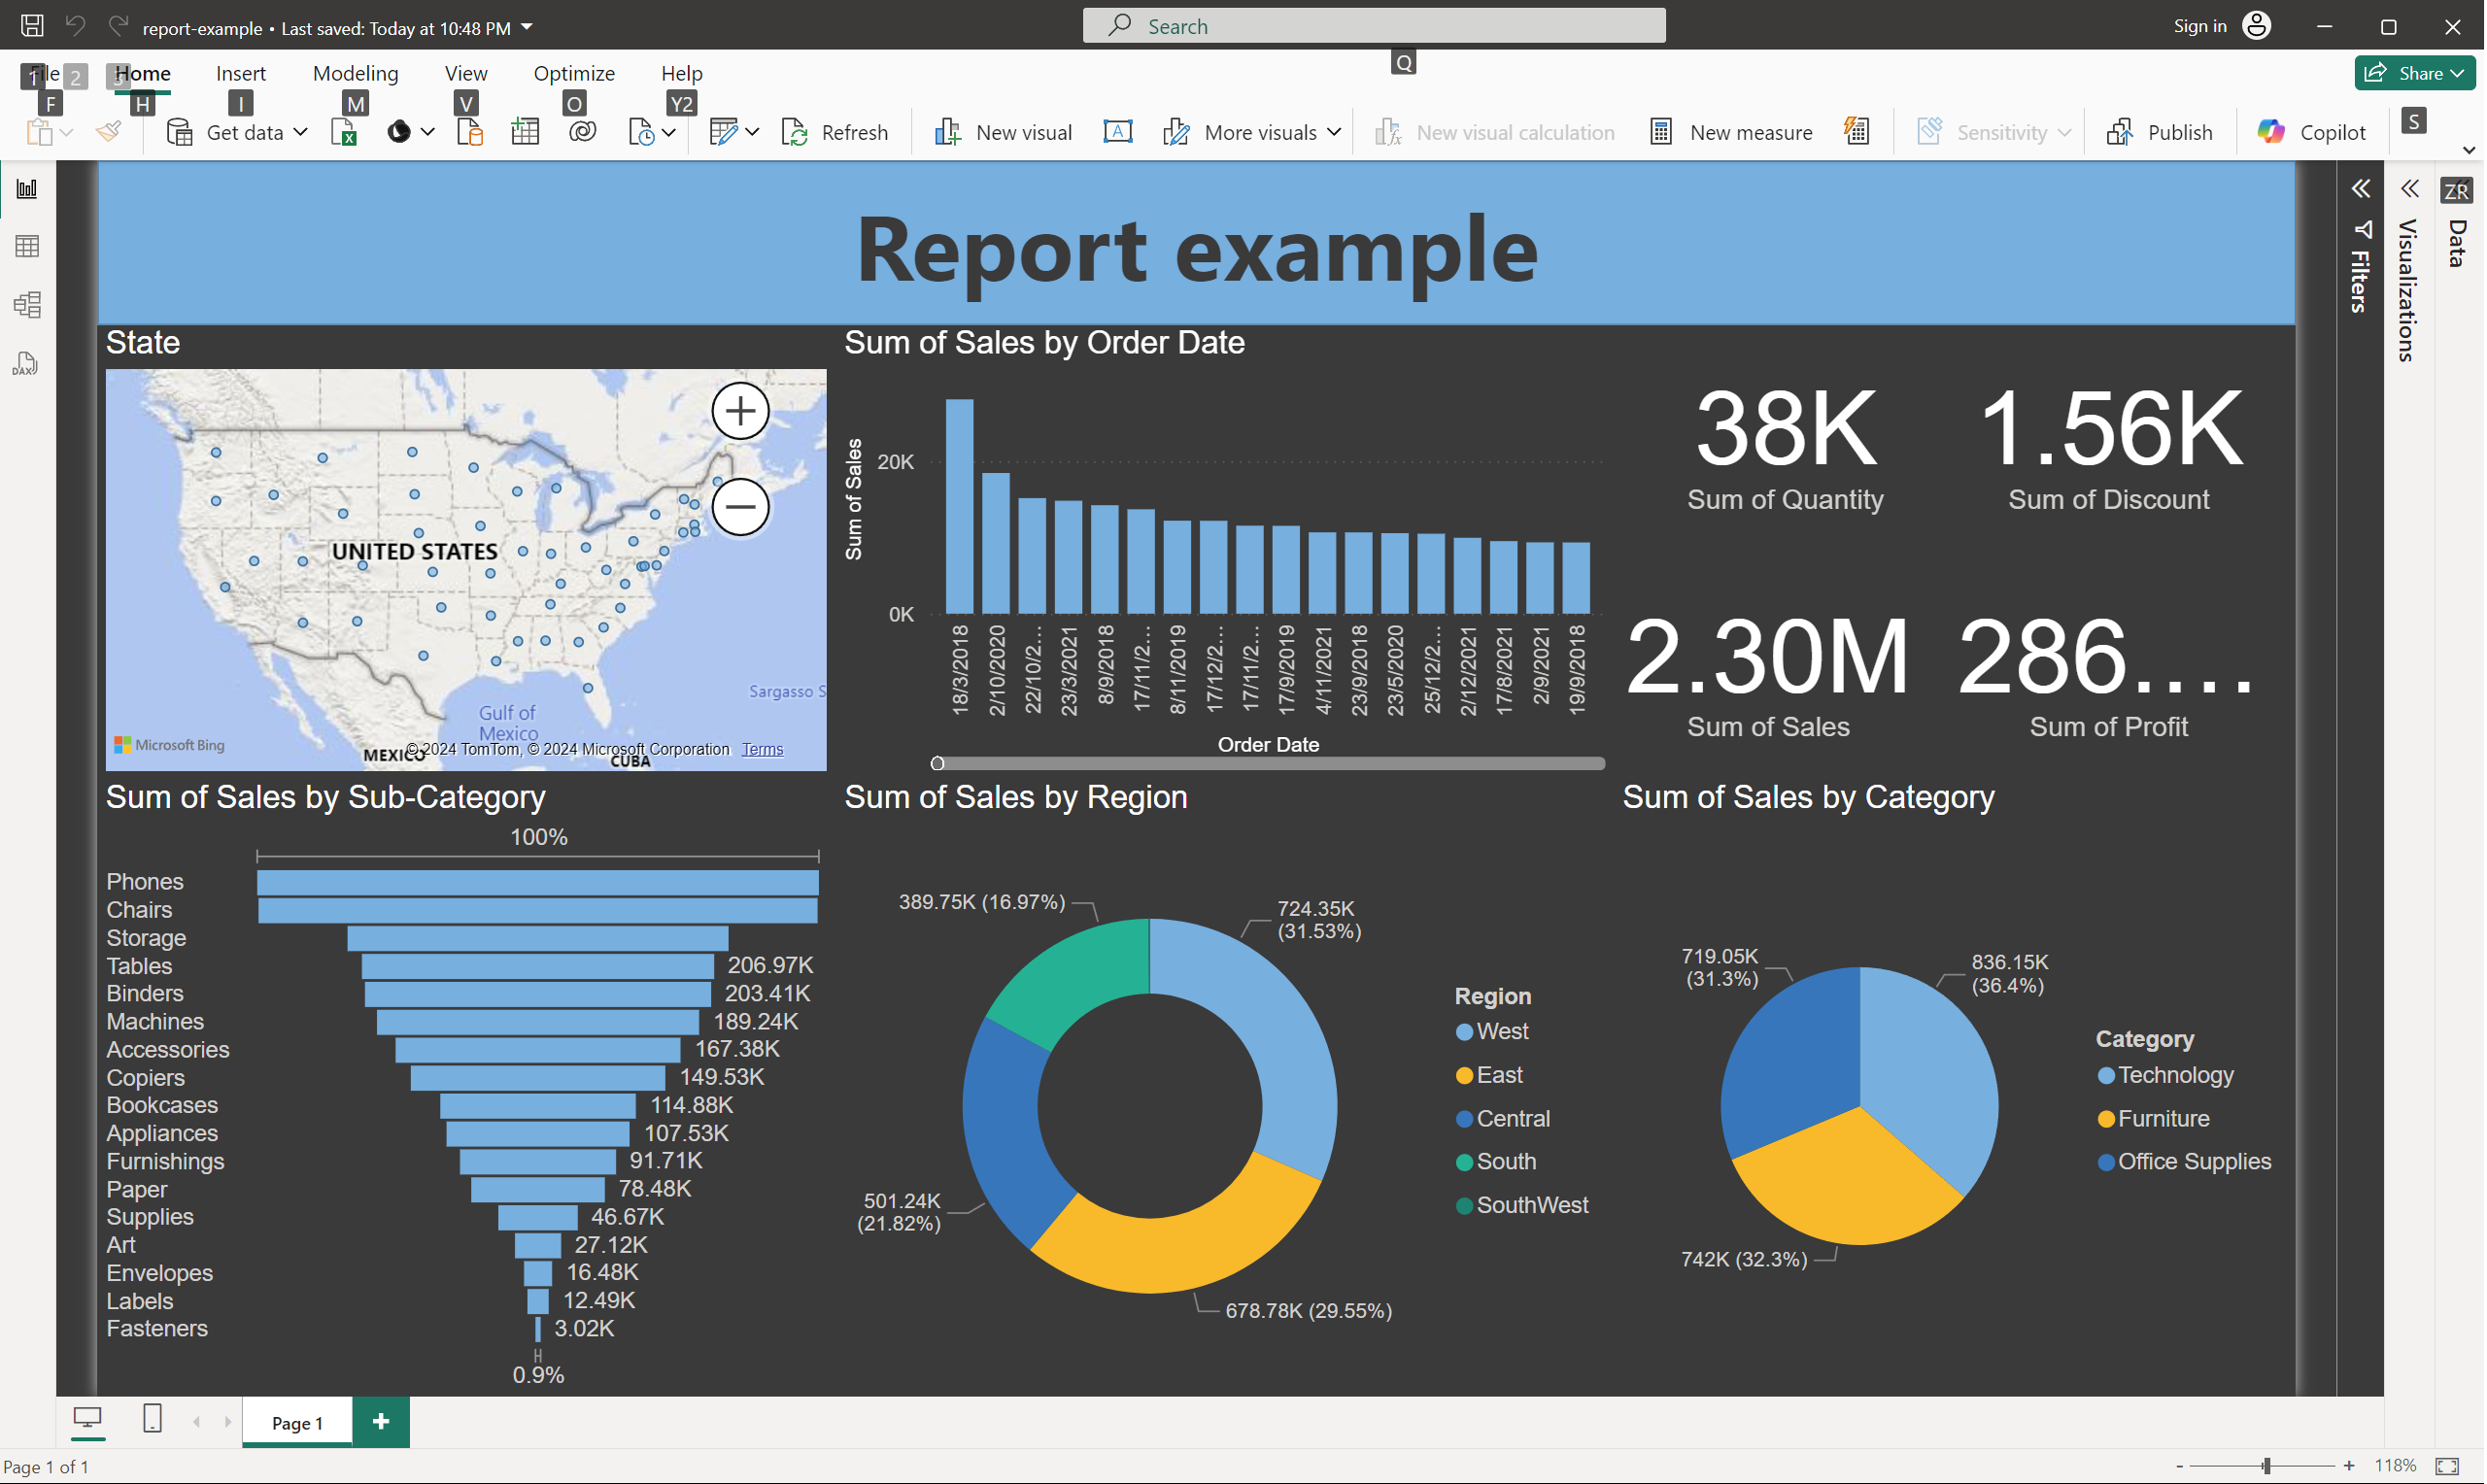 report-example • Last saved: Today at 10:48 PM
Search
Sign in
File Home Insert Modeling View Optimize Help
1 2 3
Q
Share
F H I M V O Y2
S
Get data
Refresh
New visual
More visuals
New visual calculation
New measure
Sensitivity
Publish
Copilot
ZR
Filters
Visualizations
Data
DAX
Report example
State
UNITED STATES
Gulf of
Mexico
Sargasso S
MEXICO
CUBA
Microsoft Bing
© 2024 TomTom, © 2024 Microsoft Corporation Terms
Sum of Sales by Order Date
Sum of Sales
20K
0K
18/3/2018
2/10/2020
22/10/2...
23/3/2021
8/9/2018
17/11/2...
8/11/2019
17/12/2...
17/11/2...
17/9/2019
4/11/2021
23/9/2018
23/5/2020
25/12/2...
2/12/2021
17/8/2021
2/9/2021
19/9/2018
Order Date
38K
Sum of Quantity
1.56K
Sum of Discount
2.30M
Sum of Sales
286....
Sum of Profit
Sum of Sales by Sub-Category
100%
Phones
Chairs
Storage
Tables 206.97K
Binders 203.41K
Machines 189.24K
Accessories 167.38K
Copiers 149.53K
Bookcases 114.88K
Appliances 107.53K
Furnishings 91.71K
Paper 78.48K
Supplies 46.67K
Art 27.12K
Envelopes 16.48K
Labels 12.49K
Fasteners 3.02K
0.9%
Sum of Sales by Region
389.75K (16.97%)
724.35K
(31.53%)
501.24K
(21.82%)
678.78K (29.55%)
Region
West
East
Central
South
SouthWest
Sum of Sales by Category
719.05K
(31.3%)
836.15K
(36.4%)
742K (32.3%)
Category
Technology
Furniture
Office Supplies
Page 1
Page 1 of 1
118%